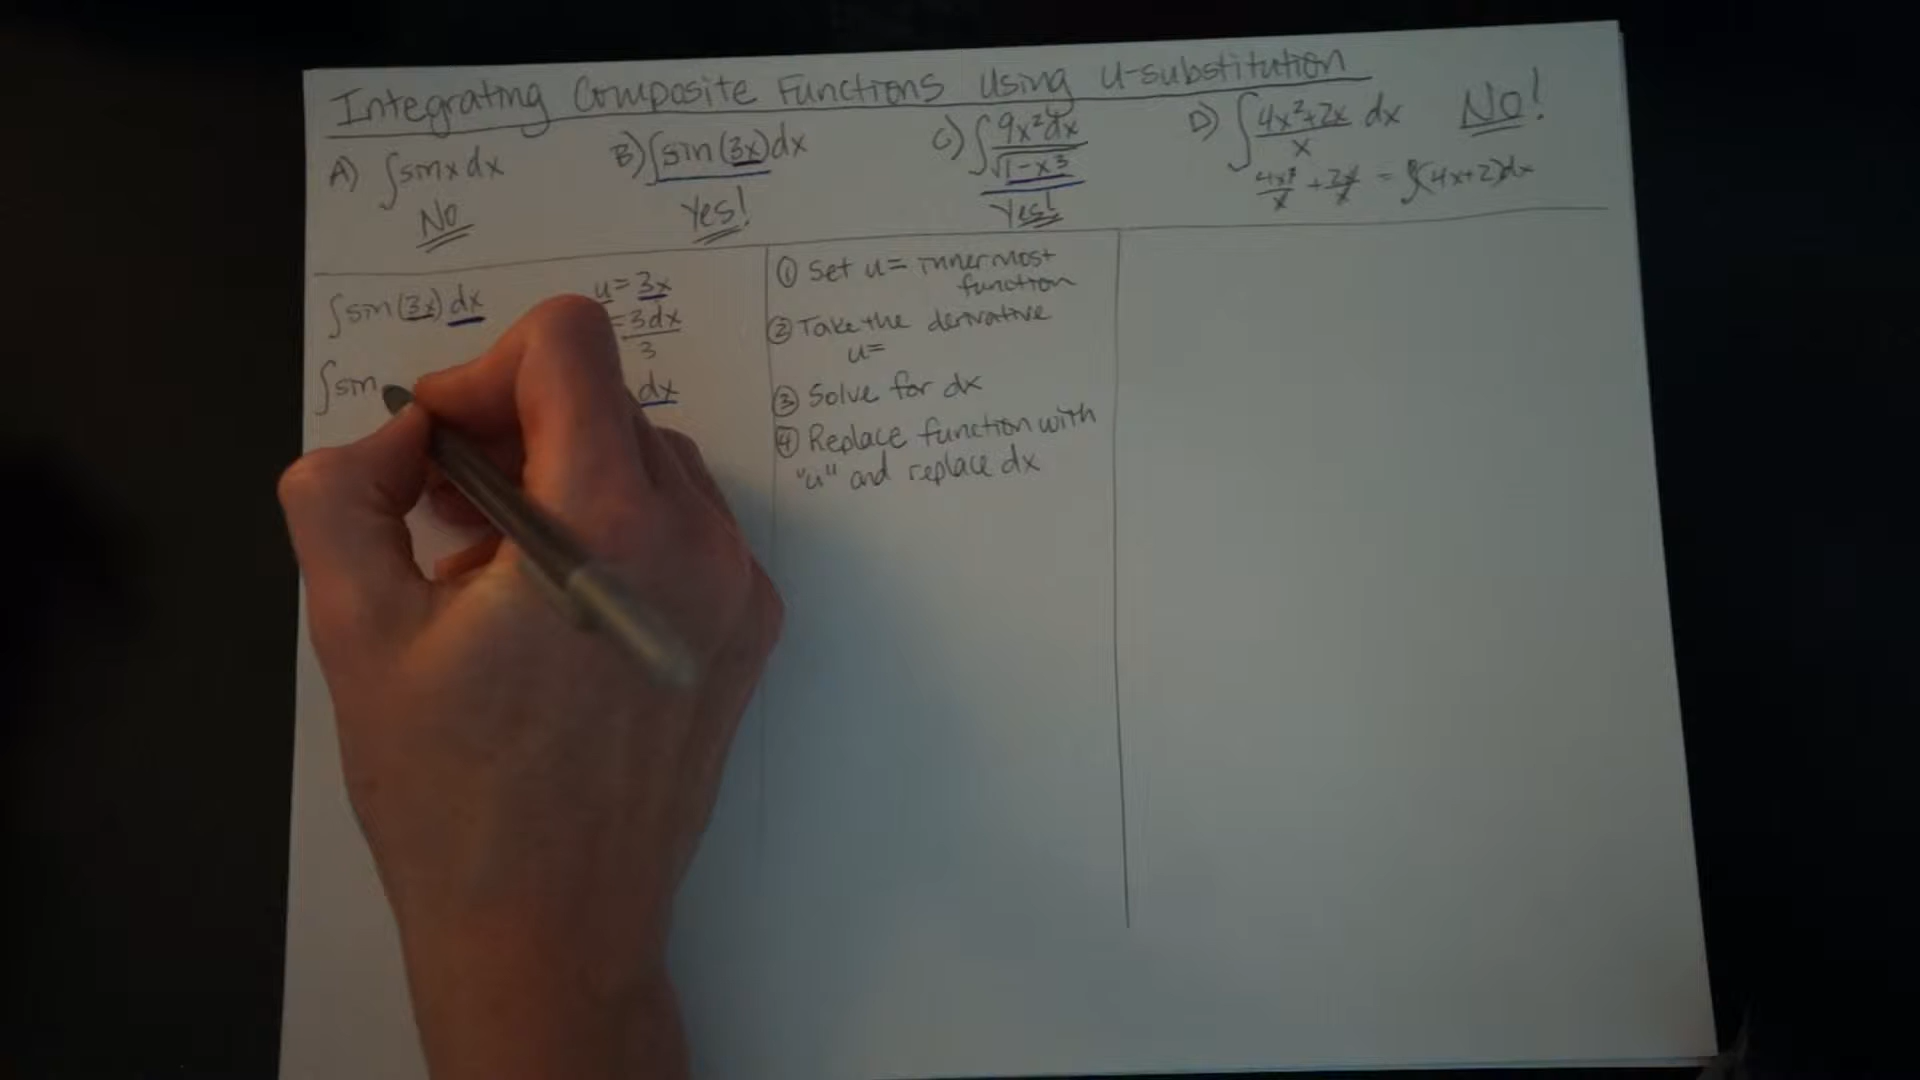 Integrating Composite Functions Using u-substitution
A) ∫sinx dx
No
B) ∫sin(3x)dx
Yes!
C) ∫9x²dx/√1-x³
Yes!
D) ∫4x²+2x/x dx No!
4x²/x + 2x/x = ∫(4x+2)dx
∫sin(3x) dx
∫sin
u = 3x
=3dx
3
dx
① Set u= innermost
function
② Take the derivative
u=
③ Solve for dx
④ Replace function with
"u" and replace dx